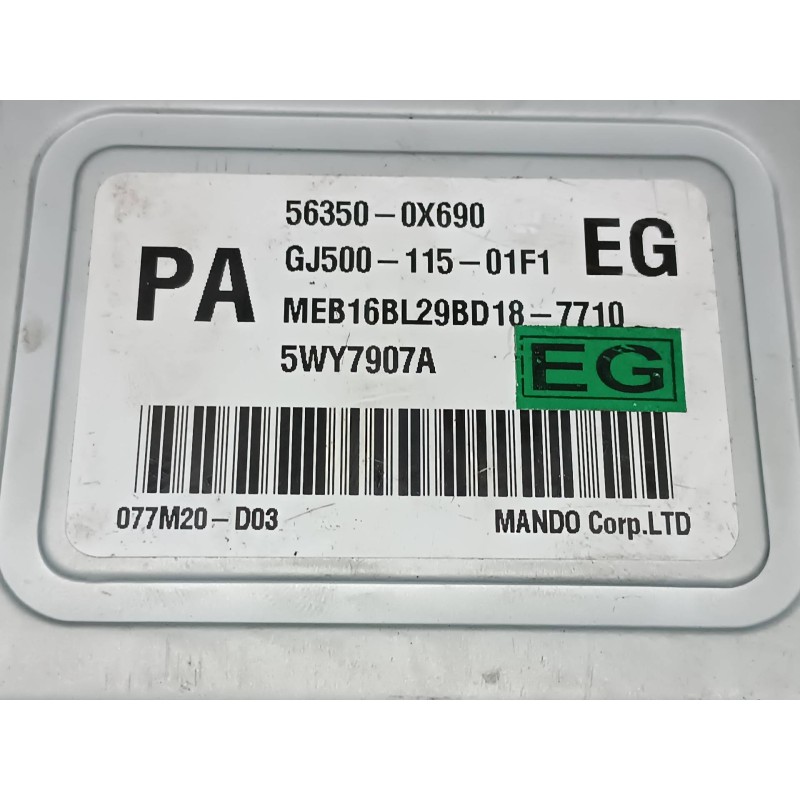 56350-0X690
PA
GJ500-115-01F1
EG
MEB16BL29BD18-7710
5WY7907A
EG
077M20-D03
MANDO Corp.LTD